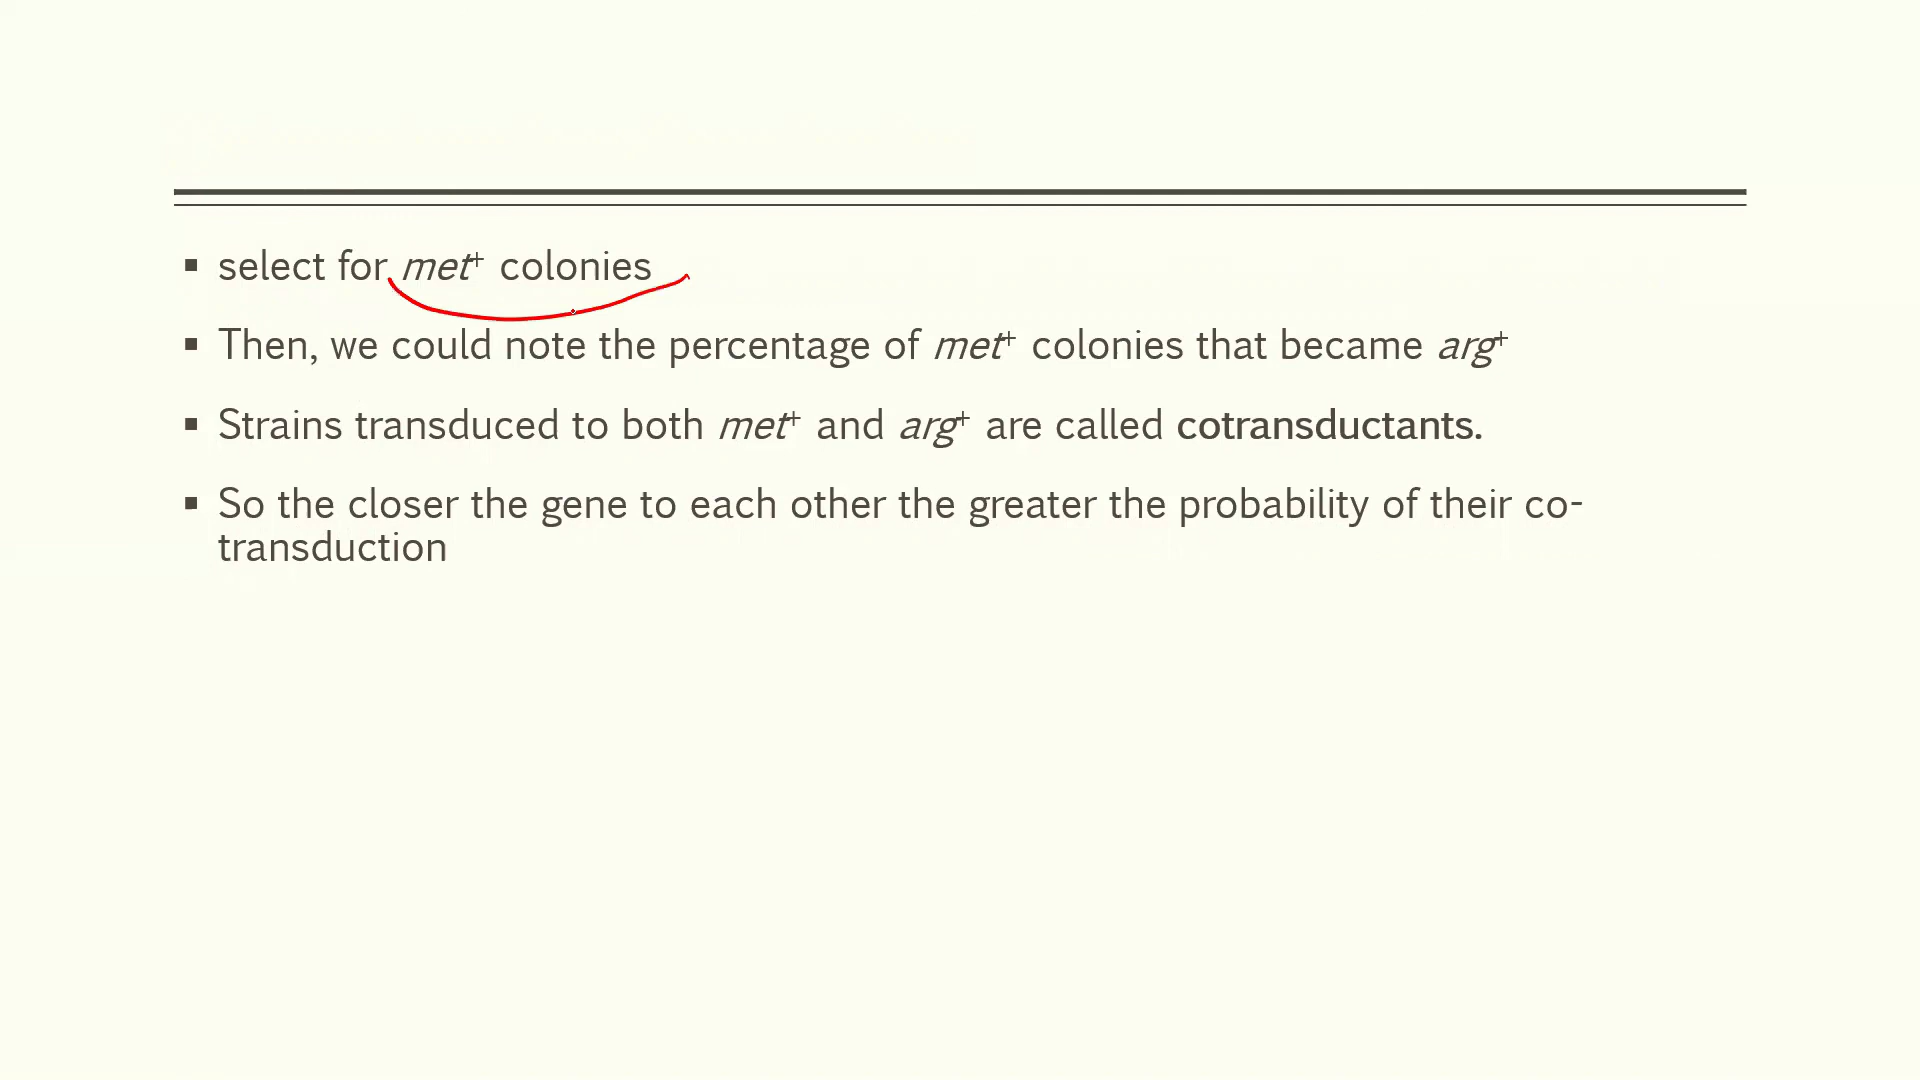 ▪ select for met⁺ colonies
▪ Then, we could note the percentage of met⁺ colonies that became arg⁺
▪ Strains transduced to both met⁺ and arg⁺ are called cotransductants.
▪ So the closer the gene to each other the greater the probability of their co-
transduction